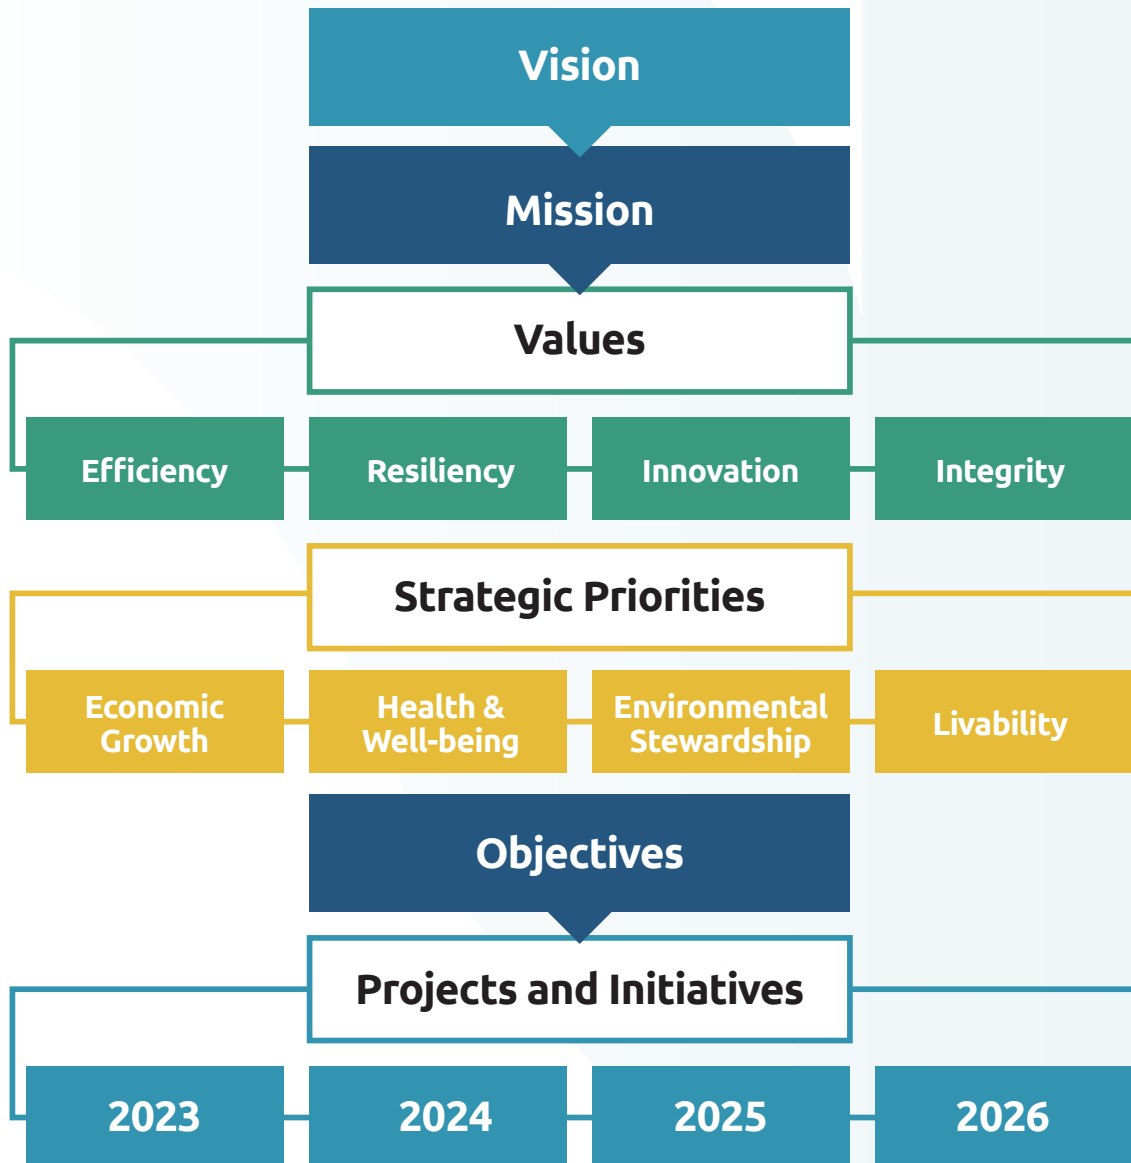 Vision
Mission
Values
Efficiency
Resiliency
Innovation
Integrity
Strategic Priorities
Economic
Growth
Health &
Well-being
Environmental
Stewardship
Livability
Objectives
Projects and Initiatives
2023
2024
2025
2026